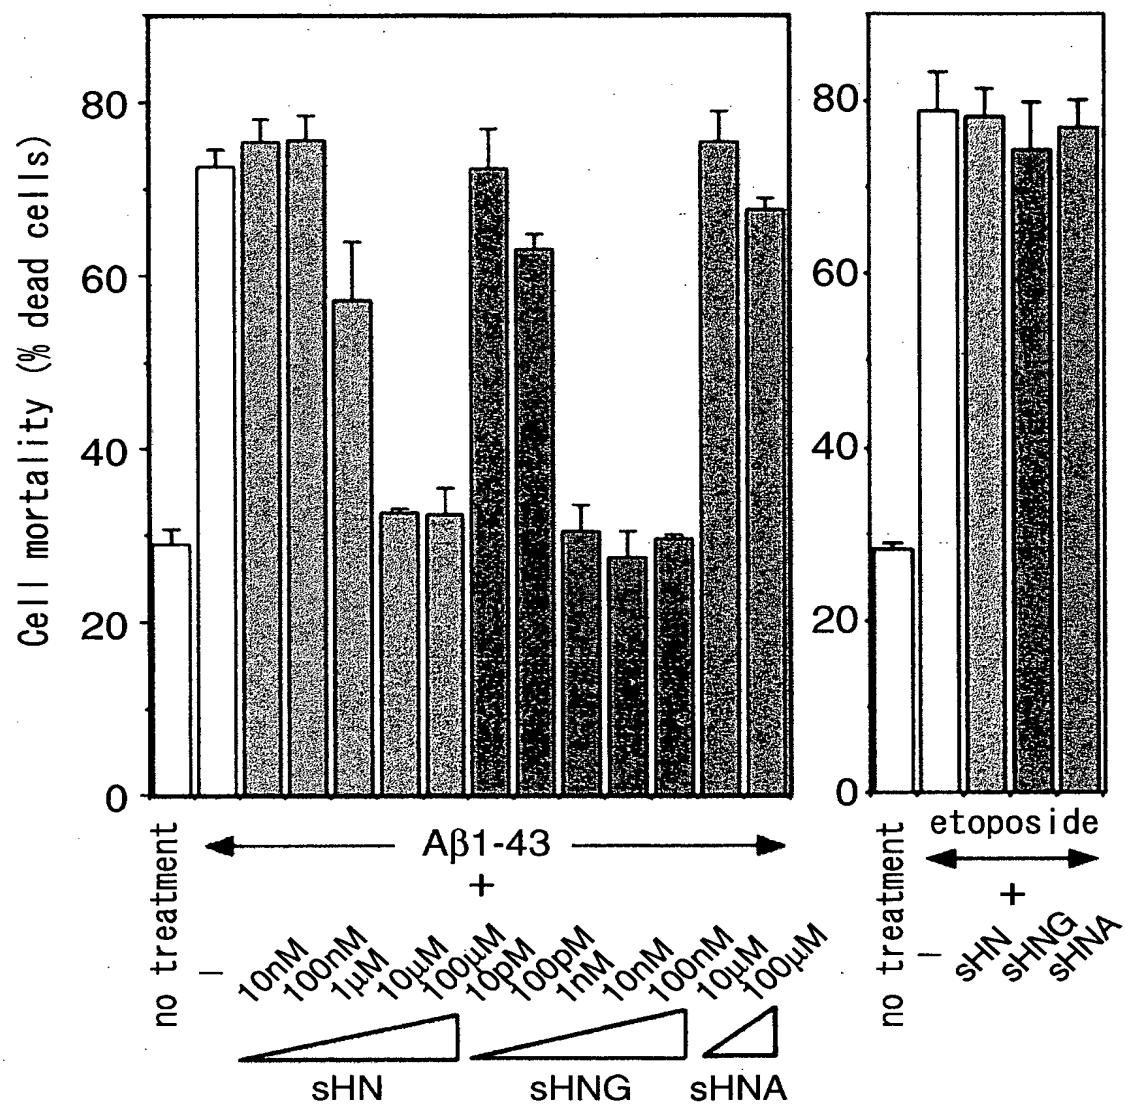 Cell mortality (% dead cells)
80
60
40
20
0
no treatment
−
Aβ1-43
+
10nM
100nM
1μM
10μM
100μM
10pM
100pM
1nM
10nM
100nM
10μM
100μM
sHN
sHNG
sHNA
80
60
40
20
0
no treatment
etoposide
+
−
sHN
sHNG
sHNA